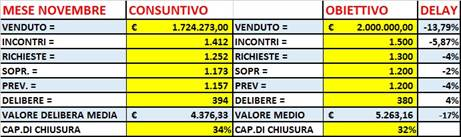 MESE NOVEMBRE CONSUNTIVO OBIETTIVO DELAY
VENDUTO = € 1.724.273,00 VENDUTO = € 2.000.000,00 -13,79%
INCONTRI = 1.412 INCONTRI = 1.500 -5,87%
RICHIESTE = 1.252 RICHIESTE = 1.300 -4%
SOPR. = 1.173 SOPR. = 1.200 -2%
PREV. = 1.157 PREV. = 1.200 -4%
DELIBERE = 394 DELIBERE = 380 4%
VALORE DELIBERA MEDIA € 4.376,33 VALORE MEDIO € 5.263,16 -17%
CAP.DI CHIUSURA 34% CAP.DI CHIUSURA 32%